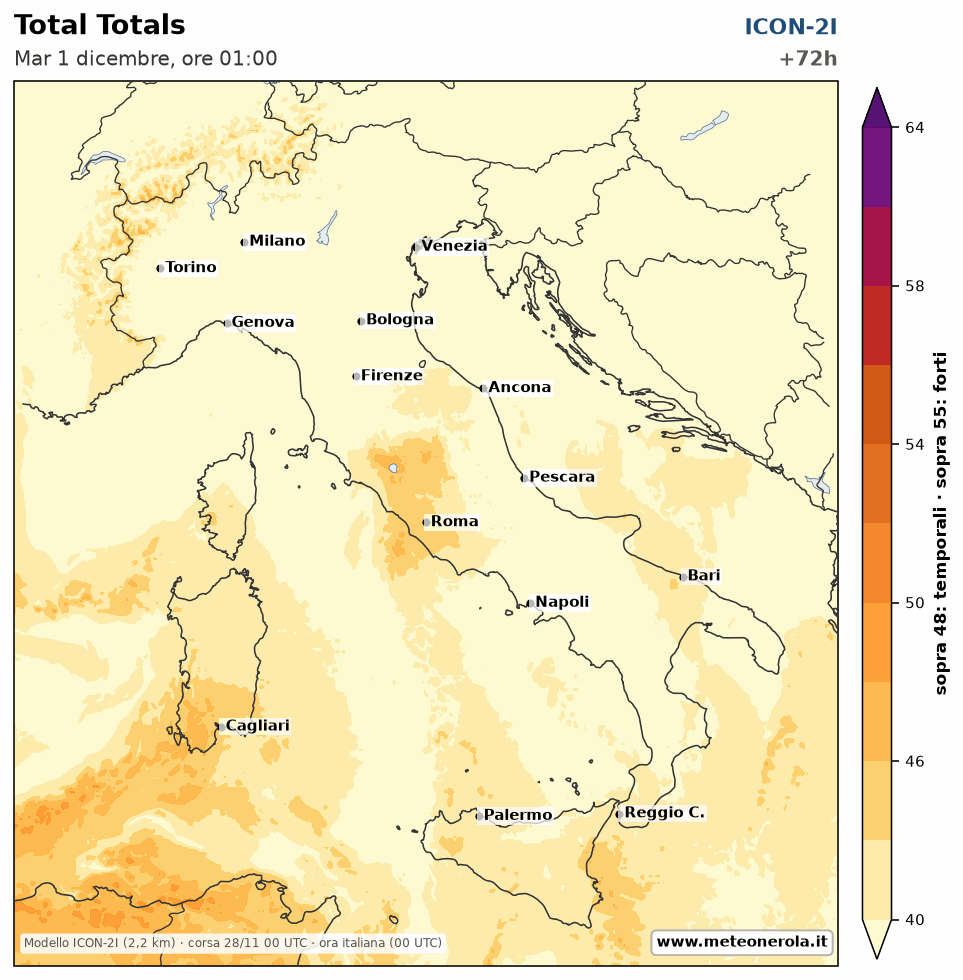 Total Totals
ICON-2I
Mar 1 dicembre, ore 01:00
+72h
64
58
54
50
46
40
sopra 48: temporali · sopra 55: forti
Milano
Venezia
Torino
Genova
Bologna
Firenze
Ancona
Pescara
Roma
Bari
Napoli
Cagliari
Palermo
Reggio C.
Modello ICON-2I (2,2 km) · corsa 28/11 00 UTC · ora italiana (00 UTC)
www.meteonerola.it